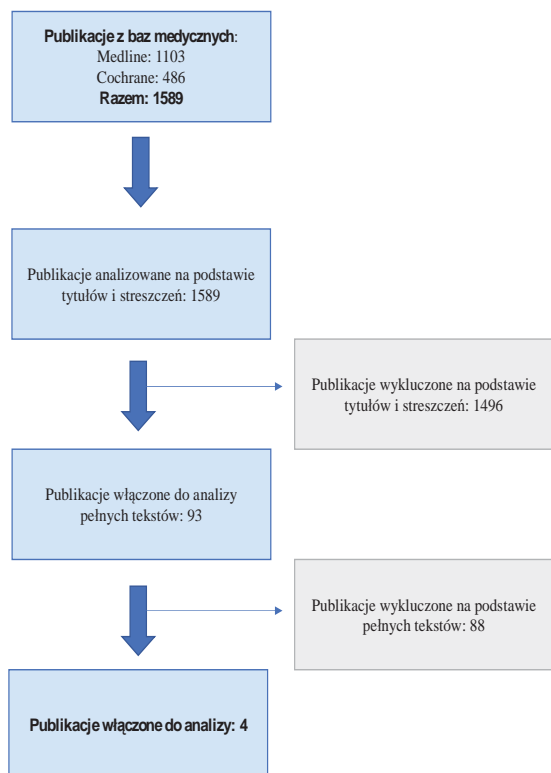 Publikacje z baz medycznych:
Medline: 1103
Cochrane: 486
Razem: 1589
Publikacje analizowane na podstawie
tytułów i streszczeń: 1589
Publikacje wykluczone na podstawie
tytułów i streszczeń: 1496
Publikacje włączone do analizy
pełnych tekstów: 93
Publikacje wykluczone na podstawie
pełnych tekstów: 88
Publikacje włączone do analizy: 4